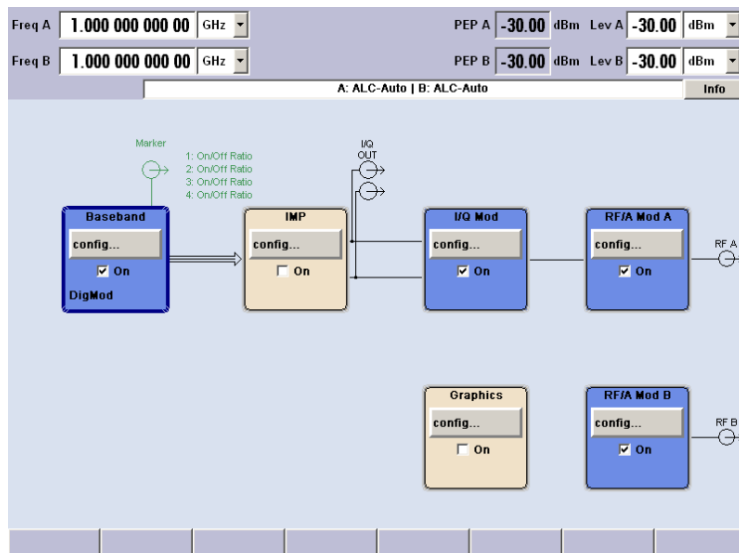 Freq A 1.000 000 000 00 GHz PEP A -30.00 dBm Lev A -30.00 dBm
Freq B 1.000 000 000 00 GHz PEP B -30.00 dBm Lev B -30.00 dBm
A: ALC-Auto | B: ALC-Auto Info
Marker
1: On/Off Ratio
2: On/Off Ratio
3: On/Off Ratio
4: On/Off Ratio
I/Q
OUT
Baseband IMP I/Q Mod RF/A Mod A
config... config... config... config... RF A
On On On On
DigMod
Graphics RF/A Mod B
config... config... RF B
On On